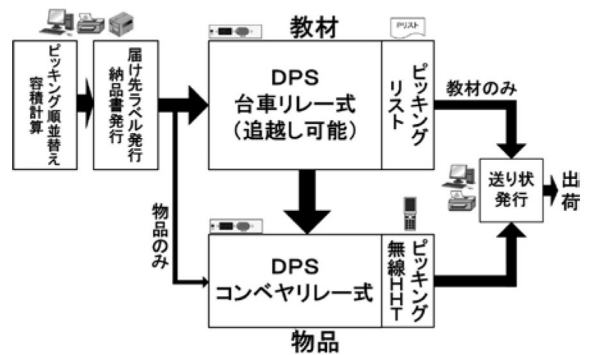 教材
Pリスト
ピッキング順並替え
容積計算
届け先ラベル発行
納品書発行
DPS
台車リレー式
(追越し可能)
ピッキング
リスト
教材のみ
送り状
発行
出荷
物品のみ
DPS
コンベヤリレー式
ピッキング
無線HHT
物品